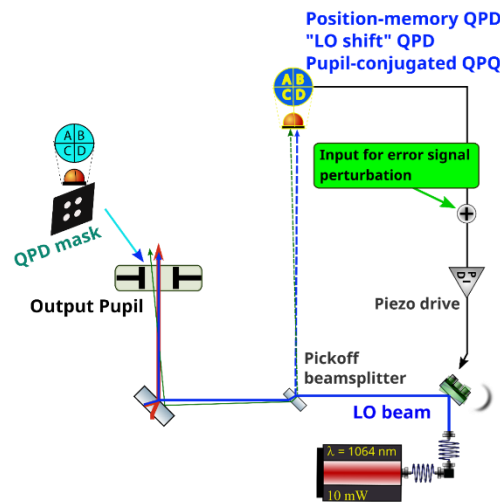 Position-memory QPD
"LO shift" QPD
Pupil-conjugated QPQ
A B
C D
A B
C D
Input for error signal
perturbation
+
QPD mask
P I
D
Output Pupil
Piezo drive
Pickoff
beamsplitter
LO beam
λ = 1064 nm
10 mW